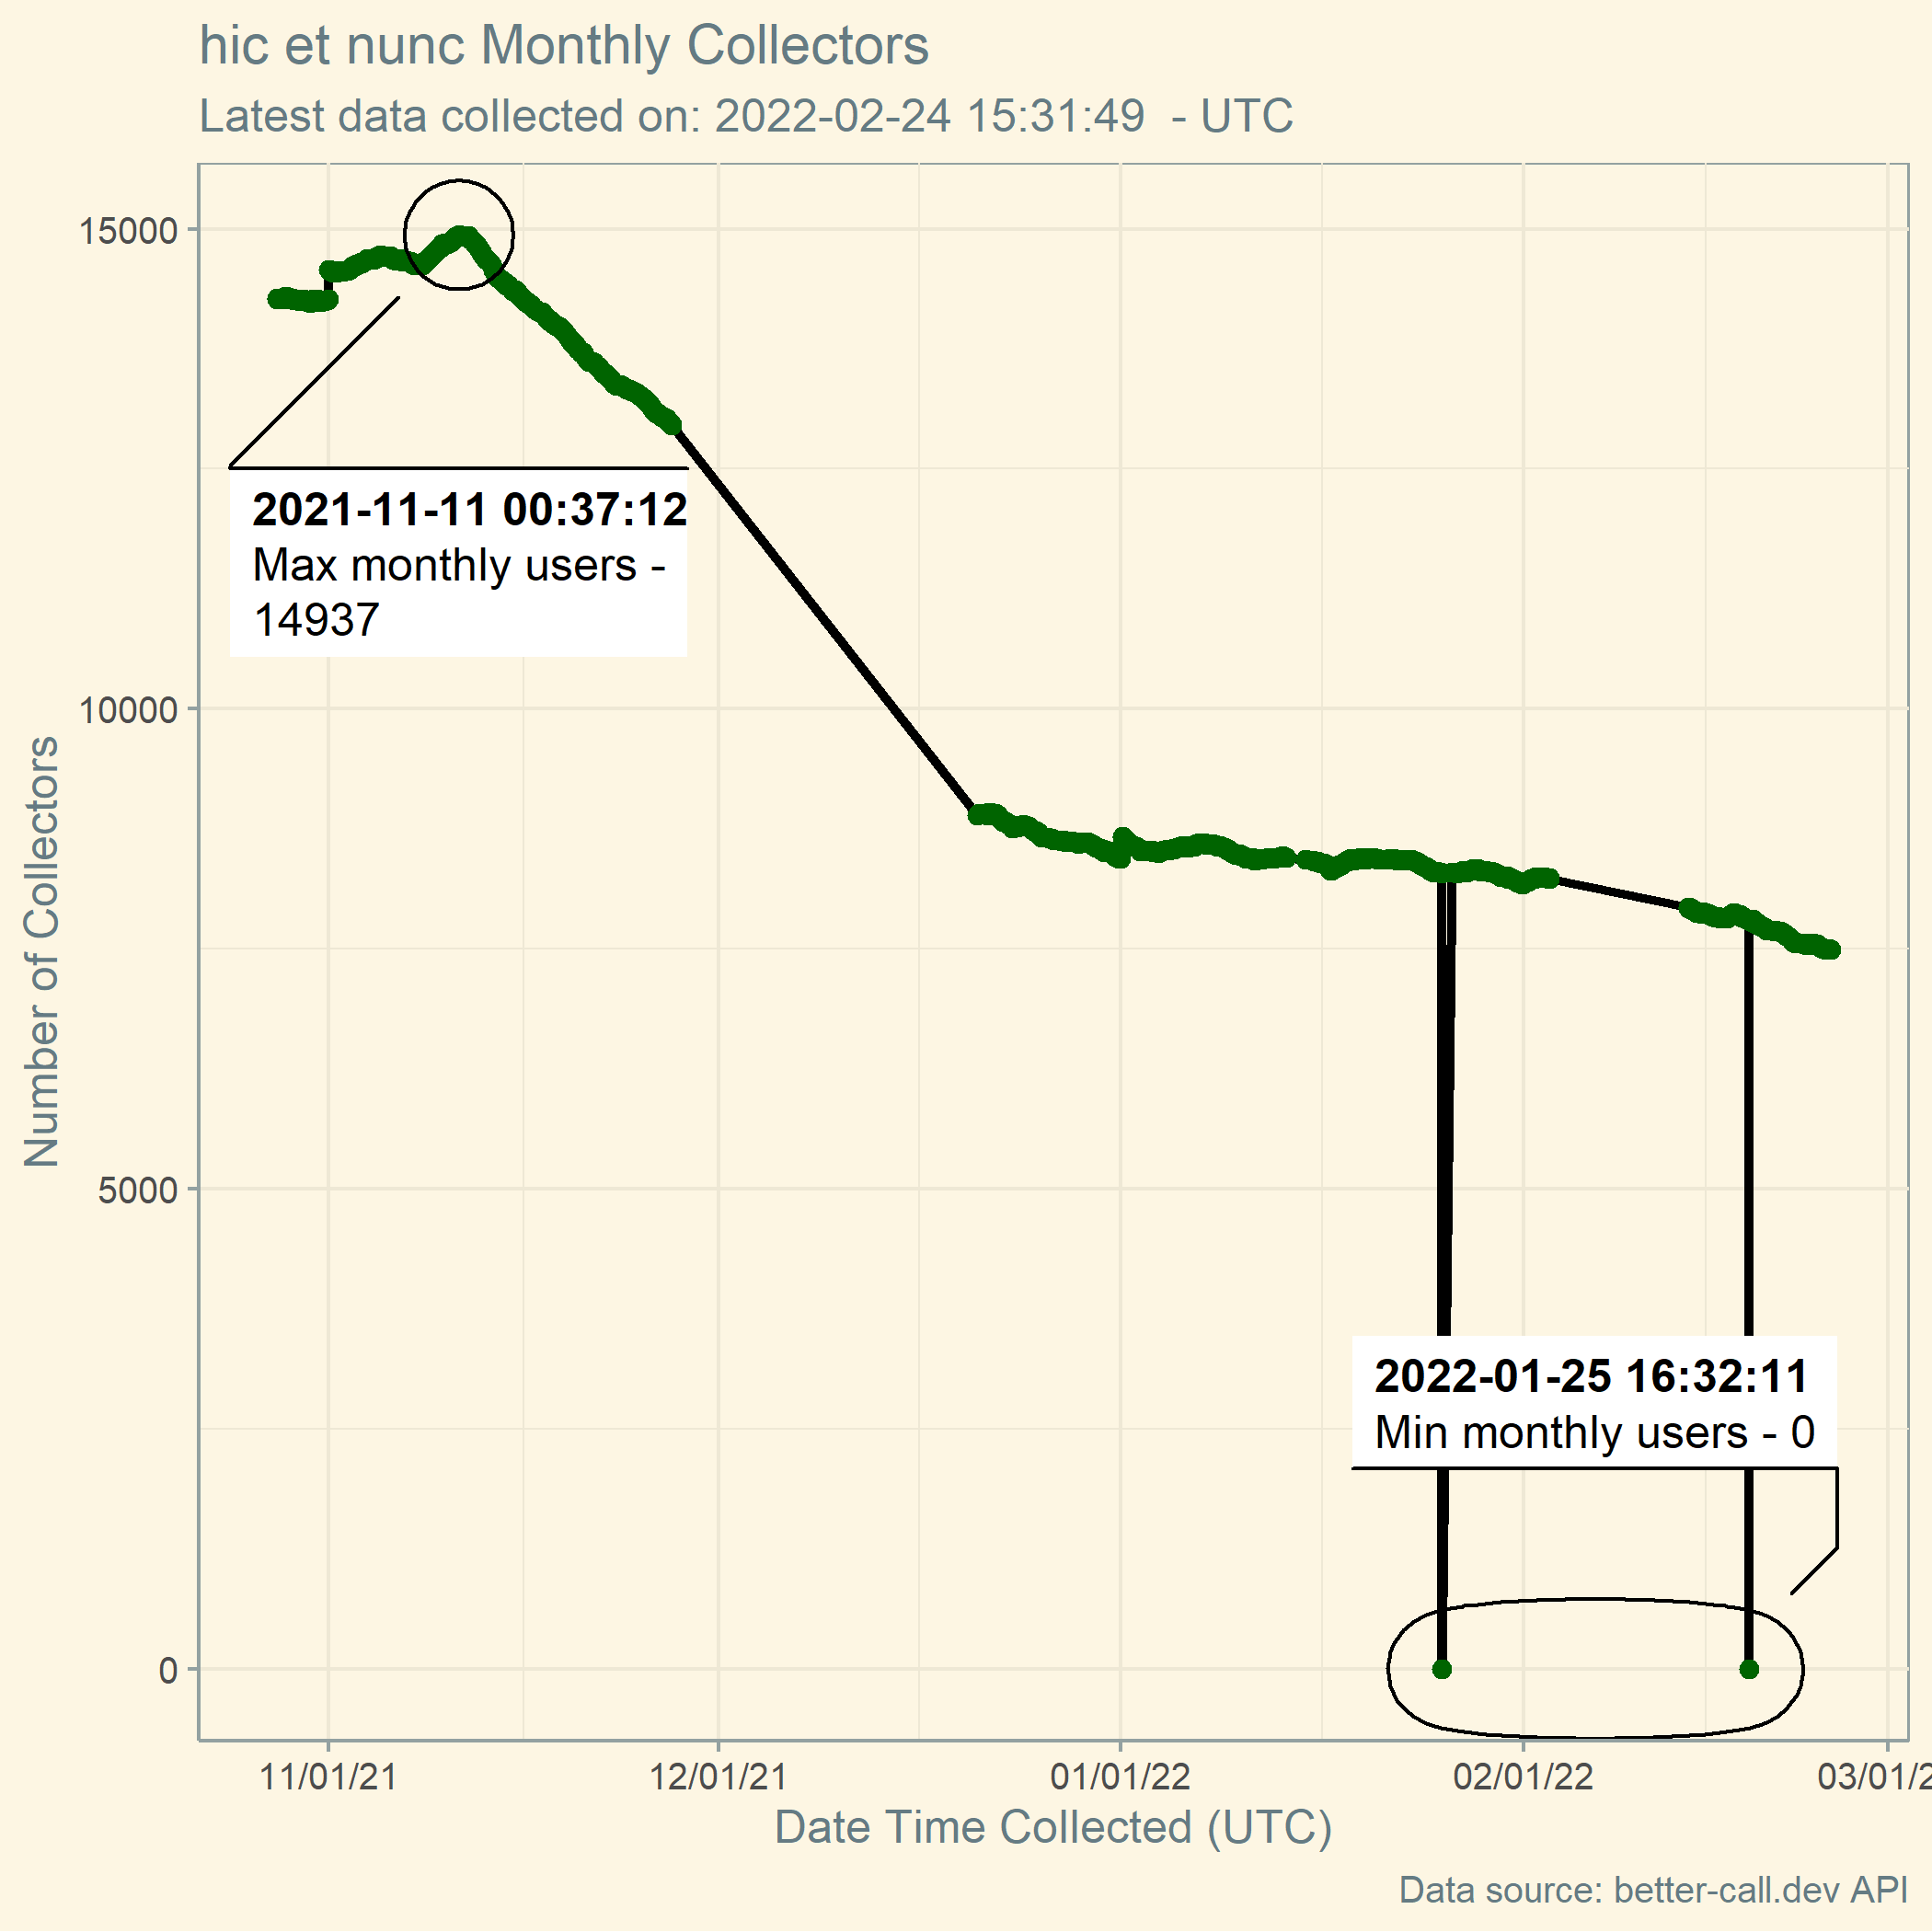 hic et nunc Monthly Collectors
Latest data collected on: 2022-02-24 15:31:49 - UTC
15000
10000
5000
0
Number of Collectors
2021-11-11 00:37:12
Max monthly users -
14937
2022-01-25 16:32:11
Min monthly users - 0
11/01/21
12/01/21
01/01/22
02/01/22
03/01/2
Date Time Collected (UTC)
Data source: better-call.dev API